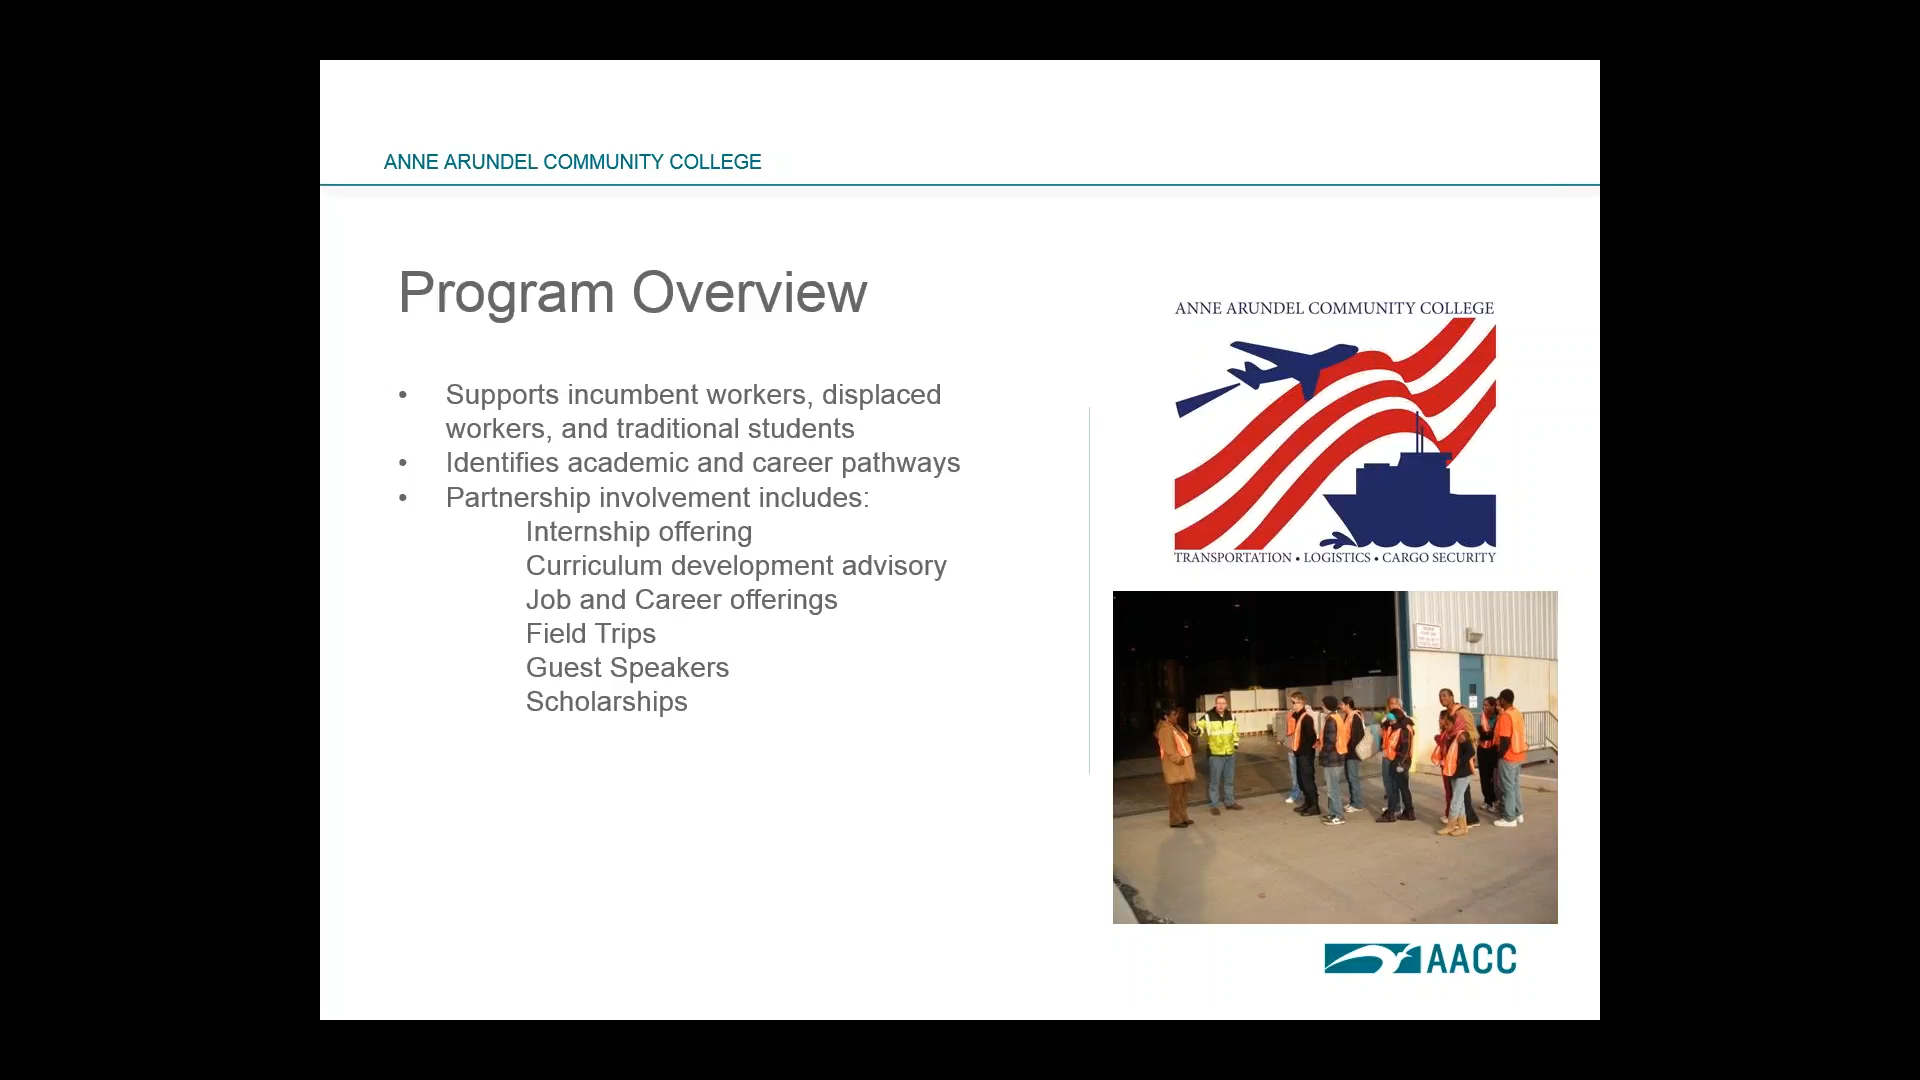 ANNE ARUNDEL COMMUNITY COLLEGE
Program Overview
• Supports incumbent workers, displaced
workers, and traditional students
• Identifies academic and career pathways
• Partnership involvement includes:
Internship offering
Curriculum development advisory
Job and Career offerings
Field Trips
Guest Speakers
Scholarships
ANNE ARUNDEL COMMUNITY COLLEGE
TRANSPORTATION • LOGISTICS • CARGO SECURITY
AACC